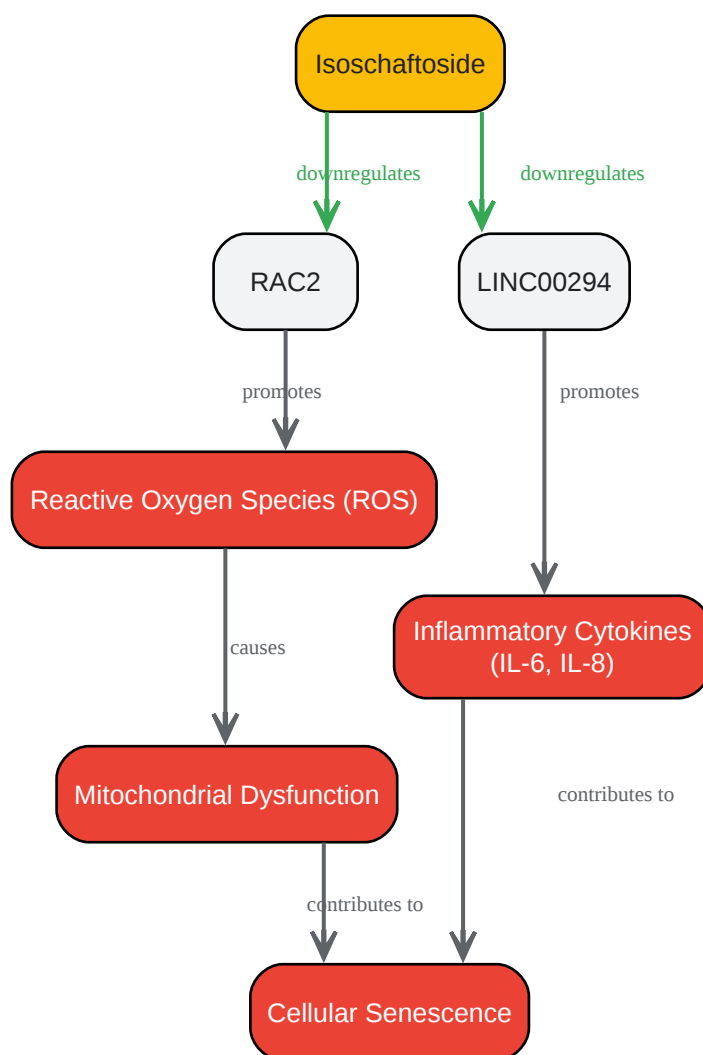 Isoschaftoside
downregulates
downregulates
RAC2
LINC00294
promotes
promotes
Reactive Oxygen Species (ROS)
Inflammatory Cytokines
(IL-6, IL-8)
causes
Mitochondrial Dysfunction
contributes to
contributes to
Cellular Senescence